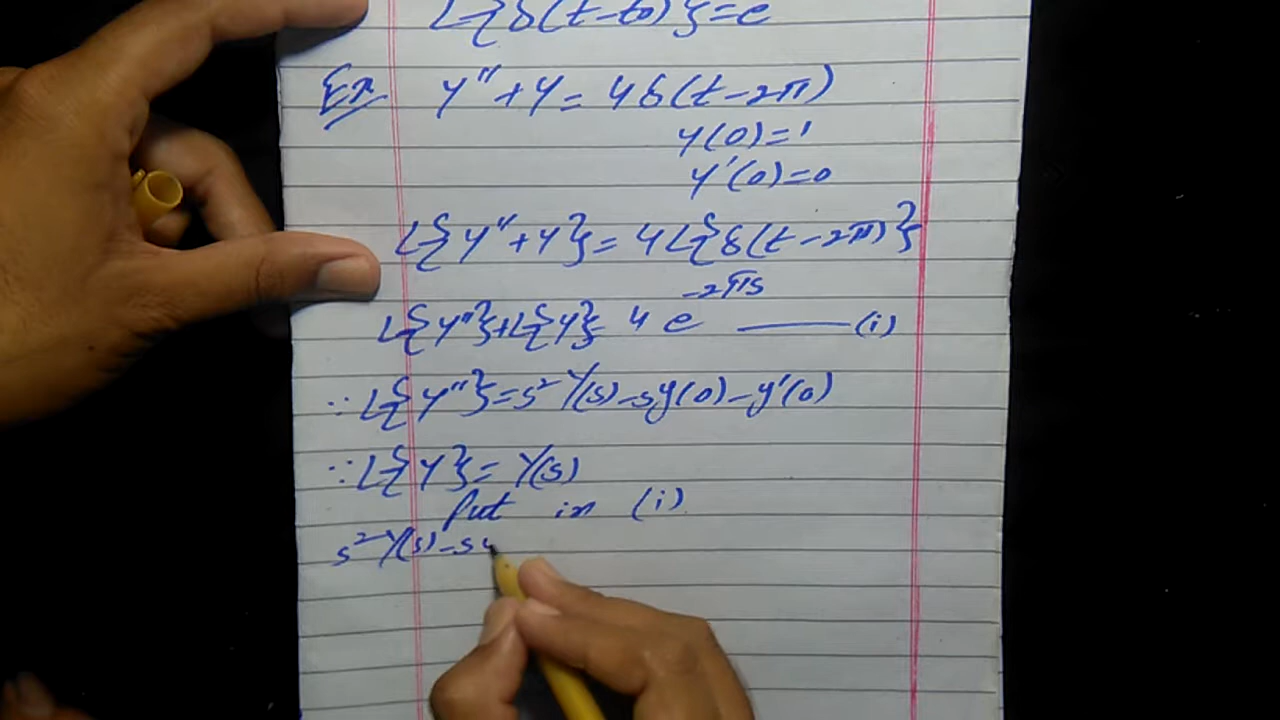 L{δ(t-t0)}=e
Ex y''+y=4δ(t-2π)
y(0)=1
y'(0)=0
L{y''+y}=4L{δ(t-2π)}
L{y''}+L{y} 4e^-2πs —— (i)
∵ L{y''}=s²Y(s)-sy(0)-y'(0)
∵ L{y}=Y(s)
Put in (i)
s²Y(s)-sy